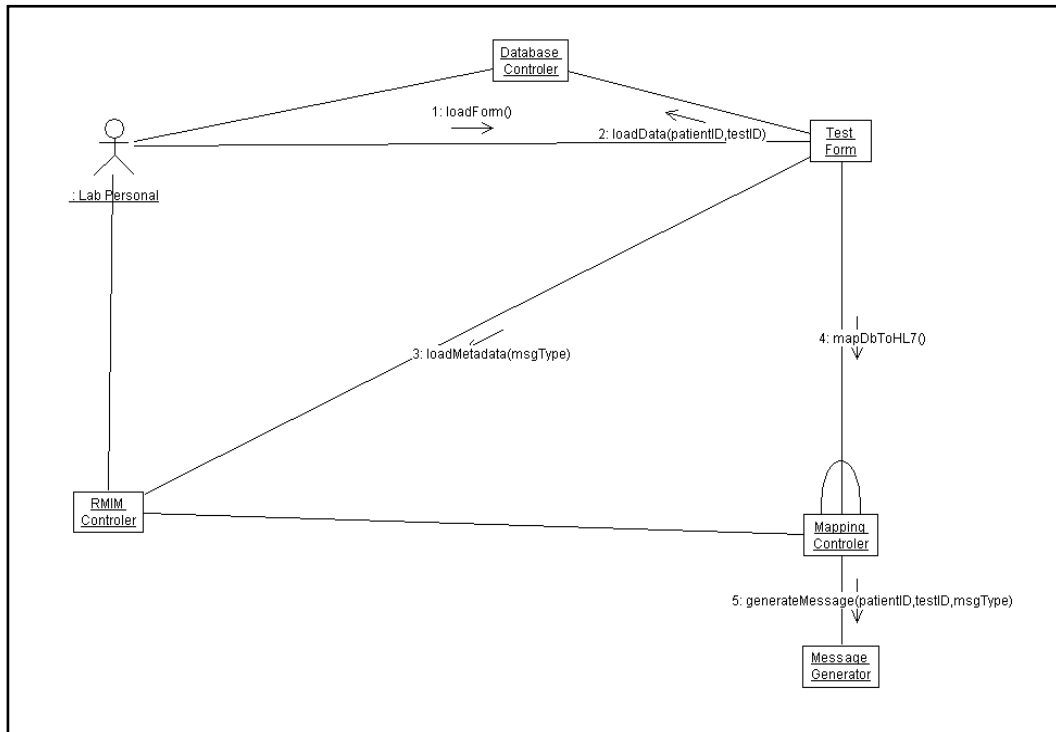 Database
Controler
1: loadForm()
2: loadData(patientID,testID)
Test
Form
: Lab Personal
3: loadMetadata(msgType)
4: mapDbToHL7()
RMIM
Controler
Mapping
Controler
5: generateMessage(patientID,testID,msgType)
Message
Generator